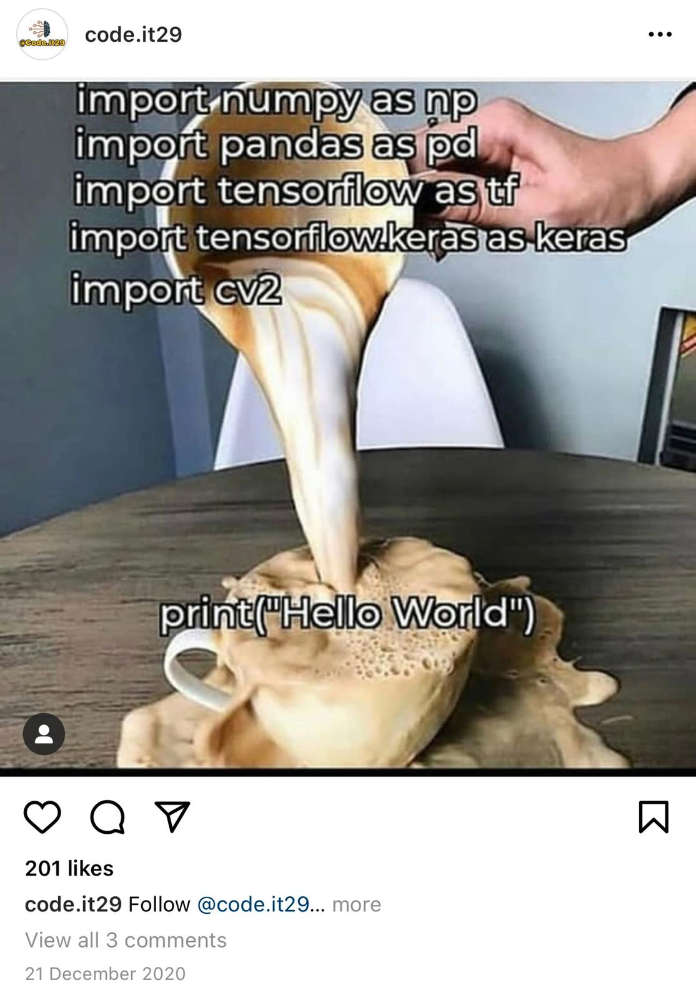 @Code.it29
code.it29
import numpy as np
import pandas as pd
import tensorflow as tf
import tensorflow.keras as keras
import cv2
print("Hello World")
201 likes
code.it29 Follow @code.it29... more
View all 3 comments
21 December 2020